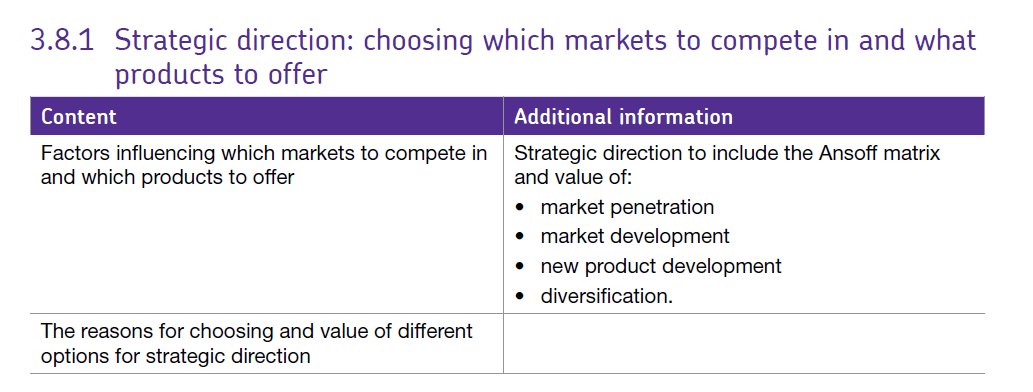 3.8.1 Strategic direction: choosing which markets to compete in and what
products to offer
Content
Additional information
Factors influencing which markets to compete in
and which products to offer
Strategic direction to include the Ansoff matrix
and value of:
• market penetration
• market development
• new product development
• diversification.
The reasons for choosing and value of different
options for strategic direction